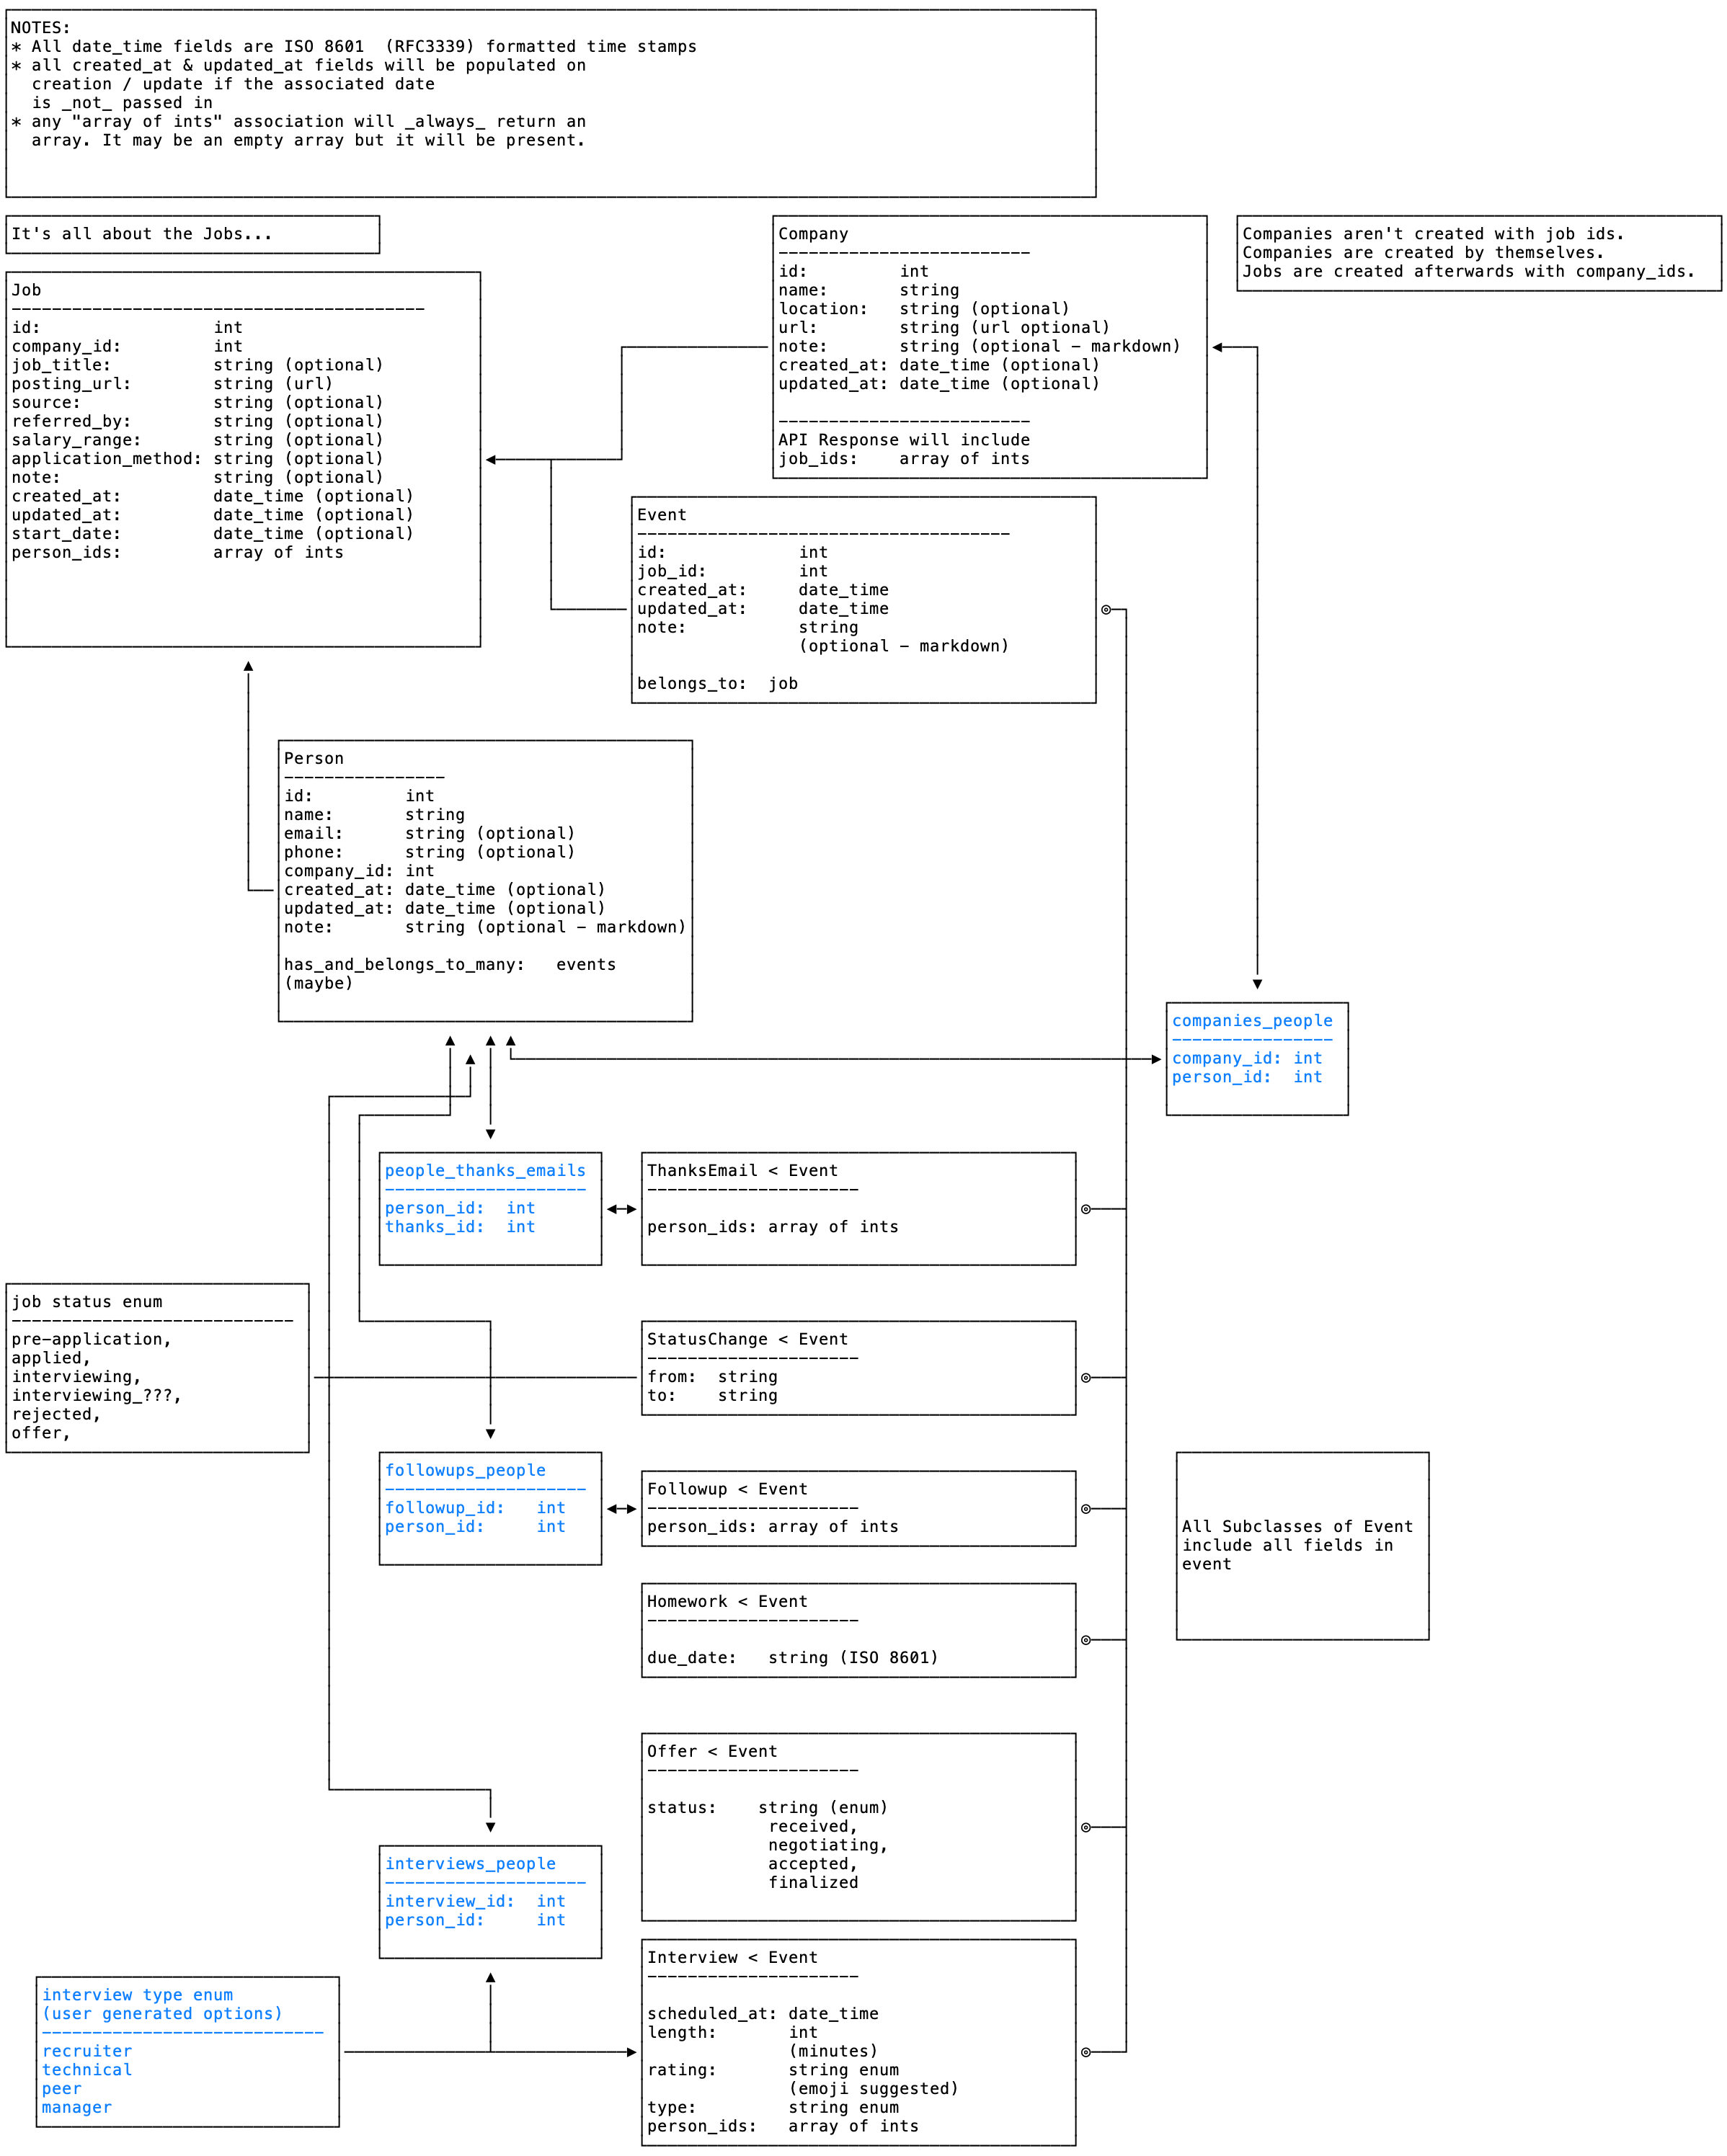 NOTES:
* All date_time fields are ISO 8601  (RFC3339) formatted time stamps
* all created_at & updated_at fields will be populated on
  creation / update if the associated date
  is _not_ passed in
* any "array of ints" association will _always_ return an
  array. It may be an empty array but it will be present.
It's all about the Jobs...
Job
-----------------------------------------
id:                 int
company_id:         int
job_title:          string (optional)
posting_url:        string (url)
source:             string (optional)
referred_by:        string (optional)
salary_range:       string (optional)
application_method: string (optional)
note:               string (optional)
created_at:         date_time (optional)
updated_at:         date_time (optional)
start_date:         date_time (optional)
person_ids:         array of ints
Company
-------------------------
id:         int
name:       string
location:   string (optional)
url:        string (url optional)
note:       string (optional - markdown)
created_at: date_time (optional)
updated_at: date_time (optional)
-------------------------
API Response will include
job_ids:    array of ints
Companies aren't created with job ids.
Companies are created by themselves.
Jobs are created afterwards with company_ids.
Event
-------------------------------------
id:             int
job_id:         int
created_at:     date_time
updated_at:     date_time
note:           string
                (optional - markdown)
belongs_to:  job
Person
----------------
id:         int
name:       string
email:      string (optional)
phone:      string (optional)
company_id: int
created_at: date_time (optional)
updated_at: date_time (optional)
note:       string (optional - markdown)
has_and_belongs_to_many:   events
(maybe)
companies_people
----------------
company_id: int
person_id:  int
people_thanks_emails
--------------------
person_id:  int
thanks_id:  int
ThanksEmail < Event
---------------------
person_ids: array of ints
job status enum
----------------------------
pre-application,
applied,
interviewing,
interviewing_???,
rejected,
offer,
StatusChange < Event
---------------------
from:  string
to:    string
followups_people
--------------------
followup_id:   int
person_id:     int
Followup < Event
---------------------
person_ids: array of ints
All Subclasses of Event
include all fields in
event
Homework < Event
---------------------
due_date:   string (ISO 8601)
Offer < Event
---------------------
status:    string (enum)
            received,
            negotiating,
            accepted,
            finalized
interviews_people
--------------------
interview_id:  int
person_id:     int
interview type enum
(user generated options)
----------------------------
recruiter
technical
peer
manager
Interview < Event
---------------------
scheduled_at: date_time
length:       int
              (minutes)
rating:       string enum
              (emoji suggested)
type:         string enum
person_ids:   array of ints